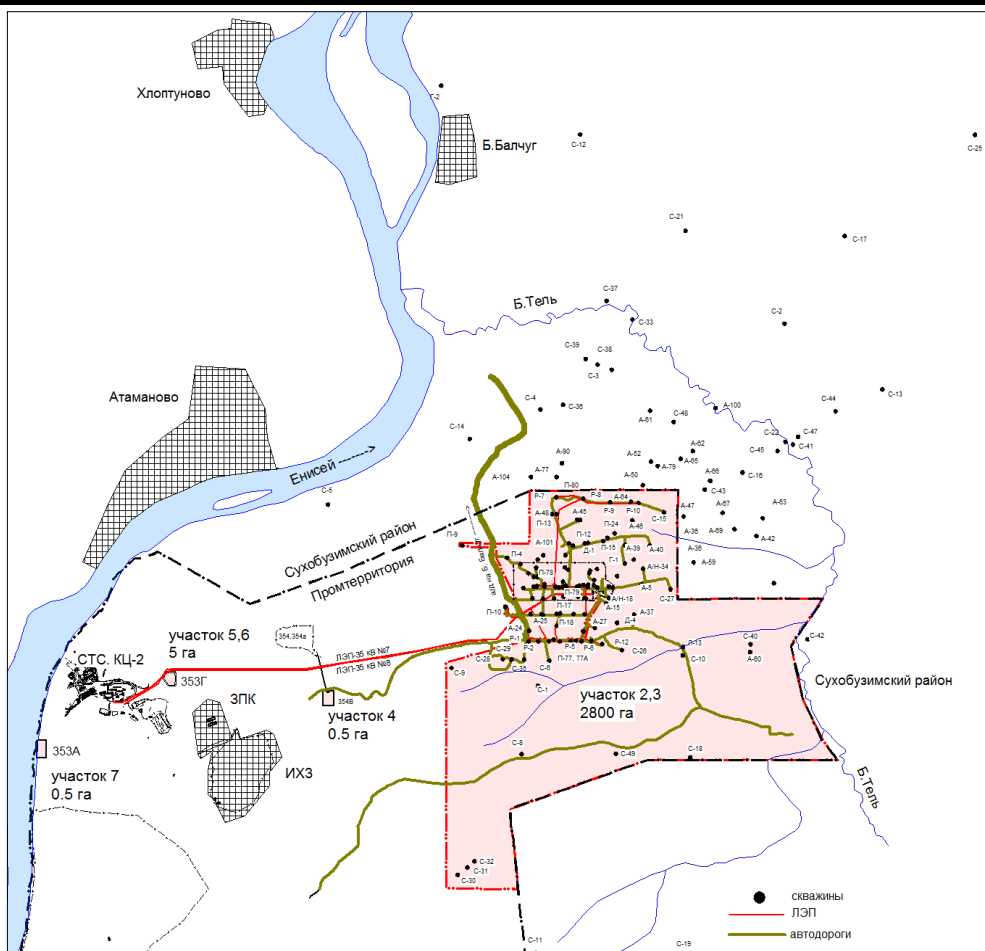 Хлоптуново
Г-2
Б.Балчуг
С-12
С-25
С-21
С-17
С-37
Б.Тель
С-33
С-2
С-39
С-38
С-3
С-13
Атаманово
С-4
С-36
А-61
С-48
А-100
С-44
С-14
С-22
С-47
С-41
С-45
А-62
А-52
А-79
А-85
А-90
А-77
А-104
А-50
А-66
С-16
С-43
Енисей ---->
С-5
П-80
Р-7
Р-8
А-64
Р-9
Р-10
С-15
А-47
А-67
А-63
А-48
П-13
А-45
А-46
П-24
А-35
А-69
А-42
П-9
А-101
П-12
П-15
Д-1
А-39
А-40
А-36
А-59
П-4
Г-1
А/Н-34
П-78
А-5
С-27
П-79
А/Н-18
А-15
Сухобузимский район
Промтерритория
а/д на Б. Балчуг
П-10
А-25
П-17
П-18
А-37
Д-4
А-24
А-27
354,354а
участок 5,6
5 га
СТС. КЦ-2
353Г
ЛЭП-35 кВ №7
ЛЭП-35 кВ №8
Р-1
Р-2
Р-5
Р-6
Р-12
С-29
С-28
С-35
С-6
П-77, 77А
С-26
С-10
С-40
А-60
С-42
С-9
С-1
ЗПК
354В
участок 4
0.5 га
участок 2,3
2800 га
Сухобузимский район
353А
участок 7
0.5 га
ИХЗ
С-8
С-49
С-18
Б.Тель
С-32
С-31
С-30
скважины
ЛЭП
автодороги
С-11
С-19